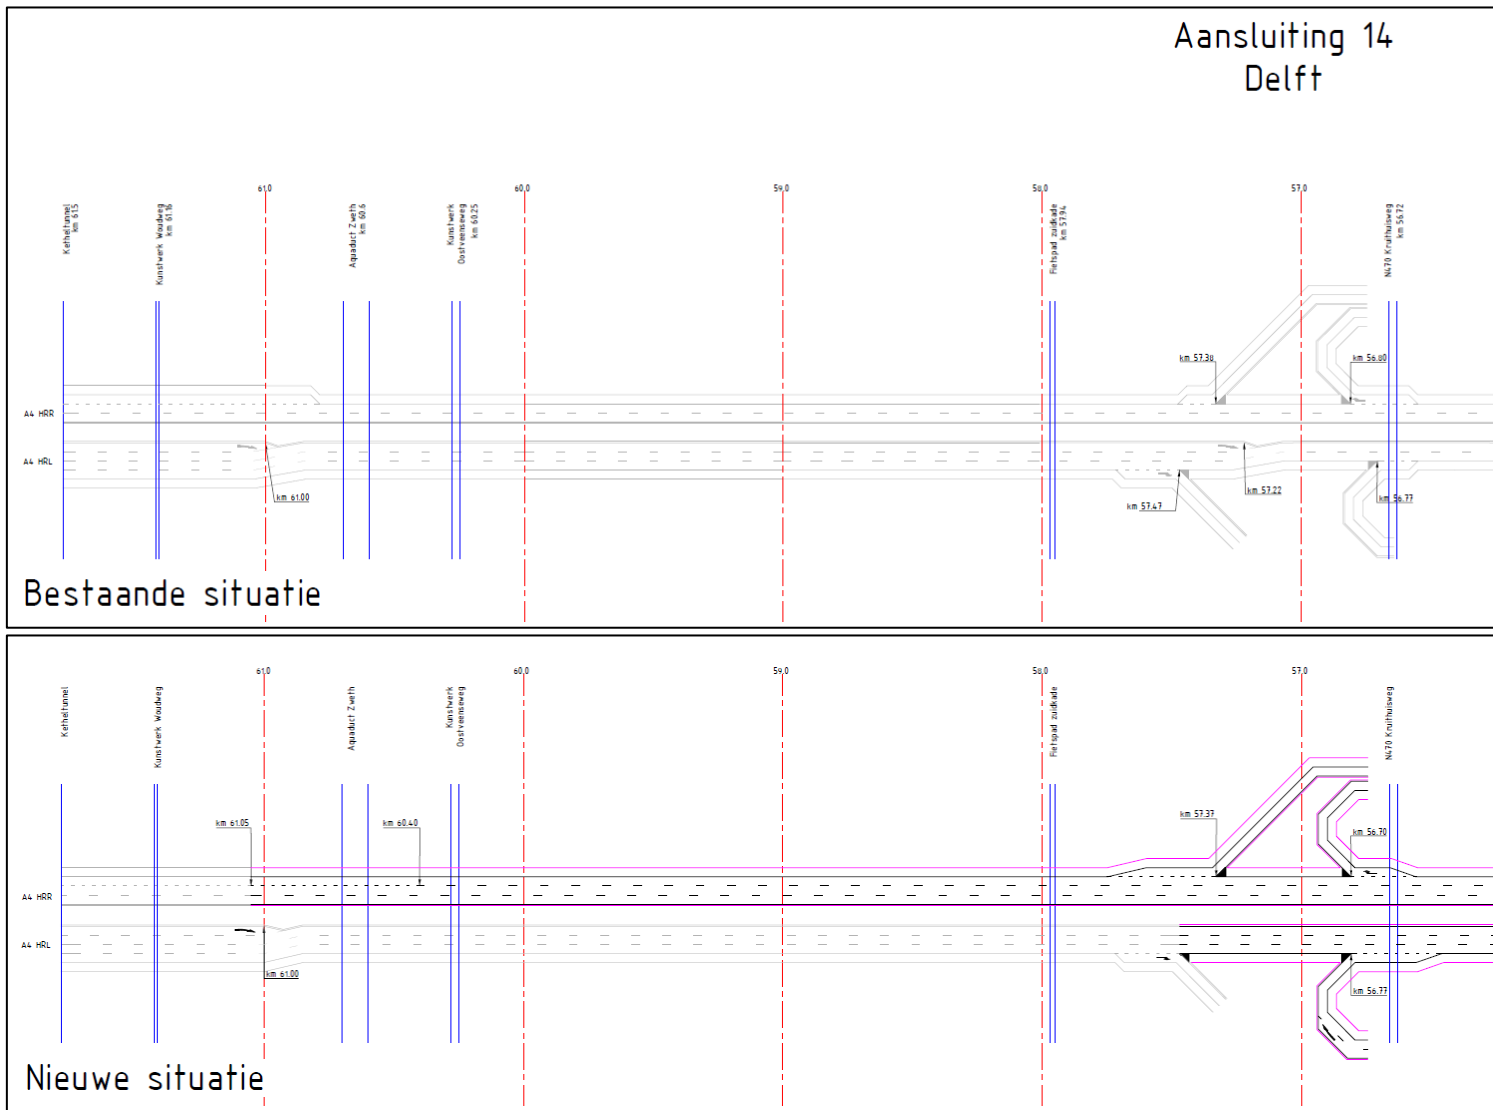 Aansluiting 14
Delft
61,0
60,0
59,0
58,0
57,0
Ketheltunnel
km 61.5
Kunstwerk Woudweg
km 61.16
Aquaduct Zweth
km 60.6
Kunstwerk
Oostveenseweg
km 60.25
Fietspad zuidkade
km 57.94
N470 Kruithuisweg
km 56.72
km 57.38
km 56.80
A4 HRR
A4 HRL
km 61.00
km 57.47
km 57.22
km 56.77
Bestaande situatie
61,0
60,0
59,0
58,0
57,0
Ketheltunnel
Kunstwerk Woudweg
Aquaduct Zweth
Kunstwerk
Oostveenseweg
Fietspad zuidkade
N470 Kruithuisweg
km 61.05
km 60.40
km 57.37
km 56.70
A4 HRR
A4 HRL
km 61.00
km 56.77
Nieuwe situatie